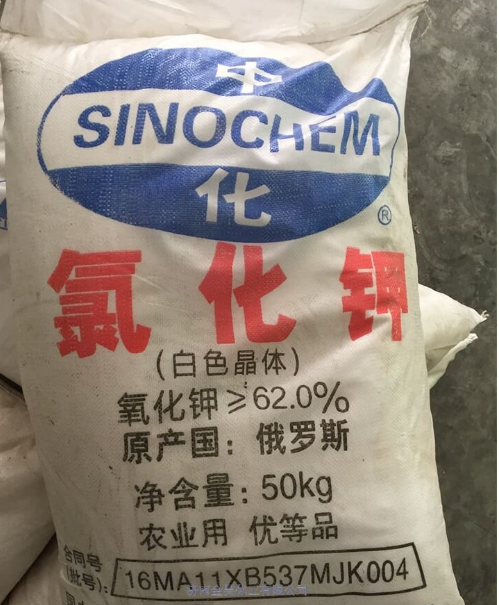 中
SINOCHEM
化
®
氯化钾
(白色晶体)
氧化钾≥62.0%
原产国：俄罗斯
净含量：50kg
农业用 优等品
合同号
(批号)：
16MA11XB537MJK004